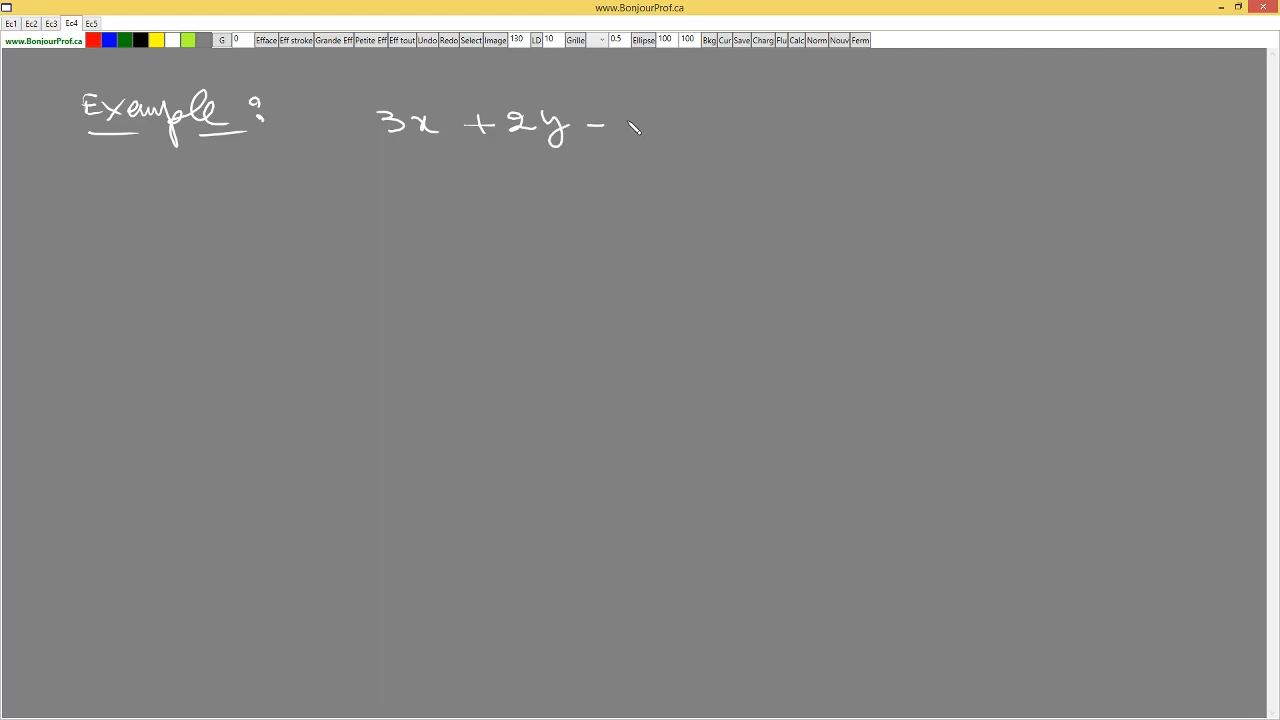 www.BonjourProf.ca
Ec1 Ec2 Ec3 Ec4 Ec5
www.BonjourProf.ca G 0 Efface Eff stroke Grande Eff Petite Eff Eff tout Undo Redo Select Image 130 LD 10 Grille 0.5 Ellipse 100 100 Bkg Cur Save Charg Flu Calc Norm Nouv Ferm
Example : 3x + 2y -